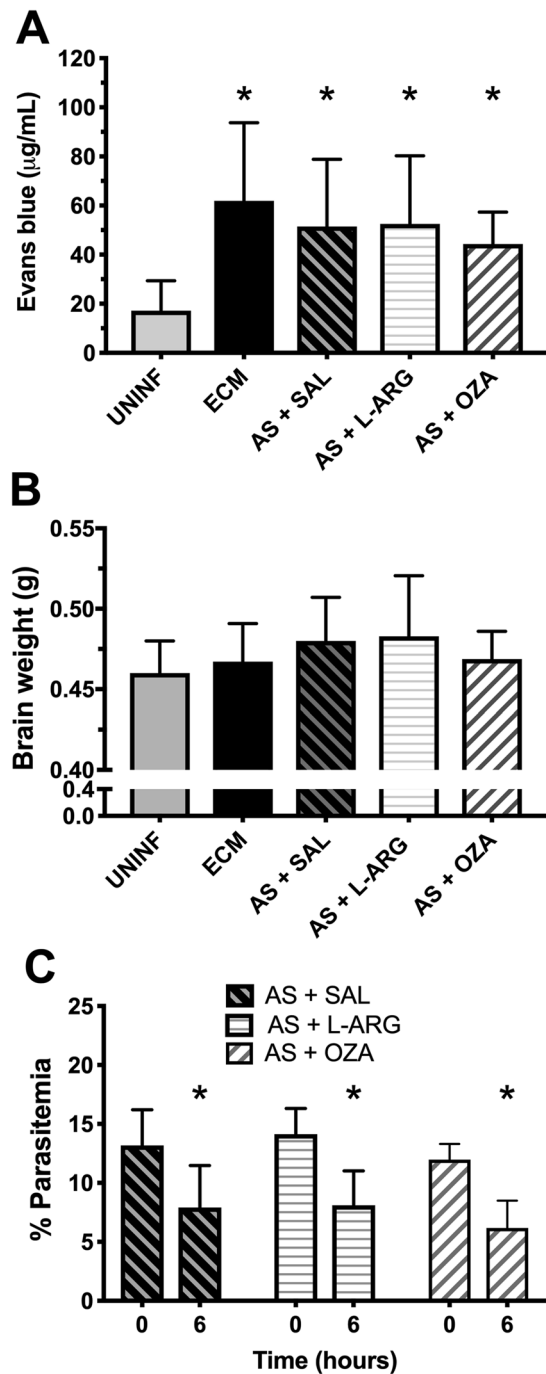 A
Evans blue (μg/mL)
120
100
80
60
40
20
0
* * * *
UNINF ECM AS + SAL AS + L-ARG AS + OZA
B
Brain weight (g)
0.55
0.50
0.45
0.40
0.4
0.0
UNINF ECM AS + SAL AS + L-ARG AS + OZA
C
AS + SAL
AS + L-ARG
AS + OZA
% Parasitemia
25
20
15
10
5
0
* * *
0 6 0 6 0 6
Time (hours)